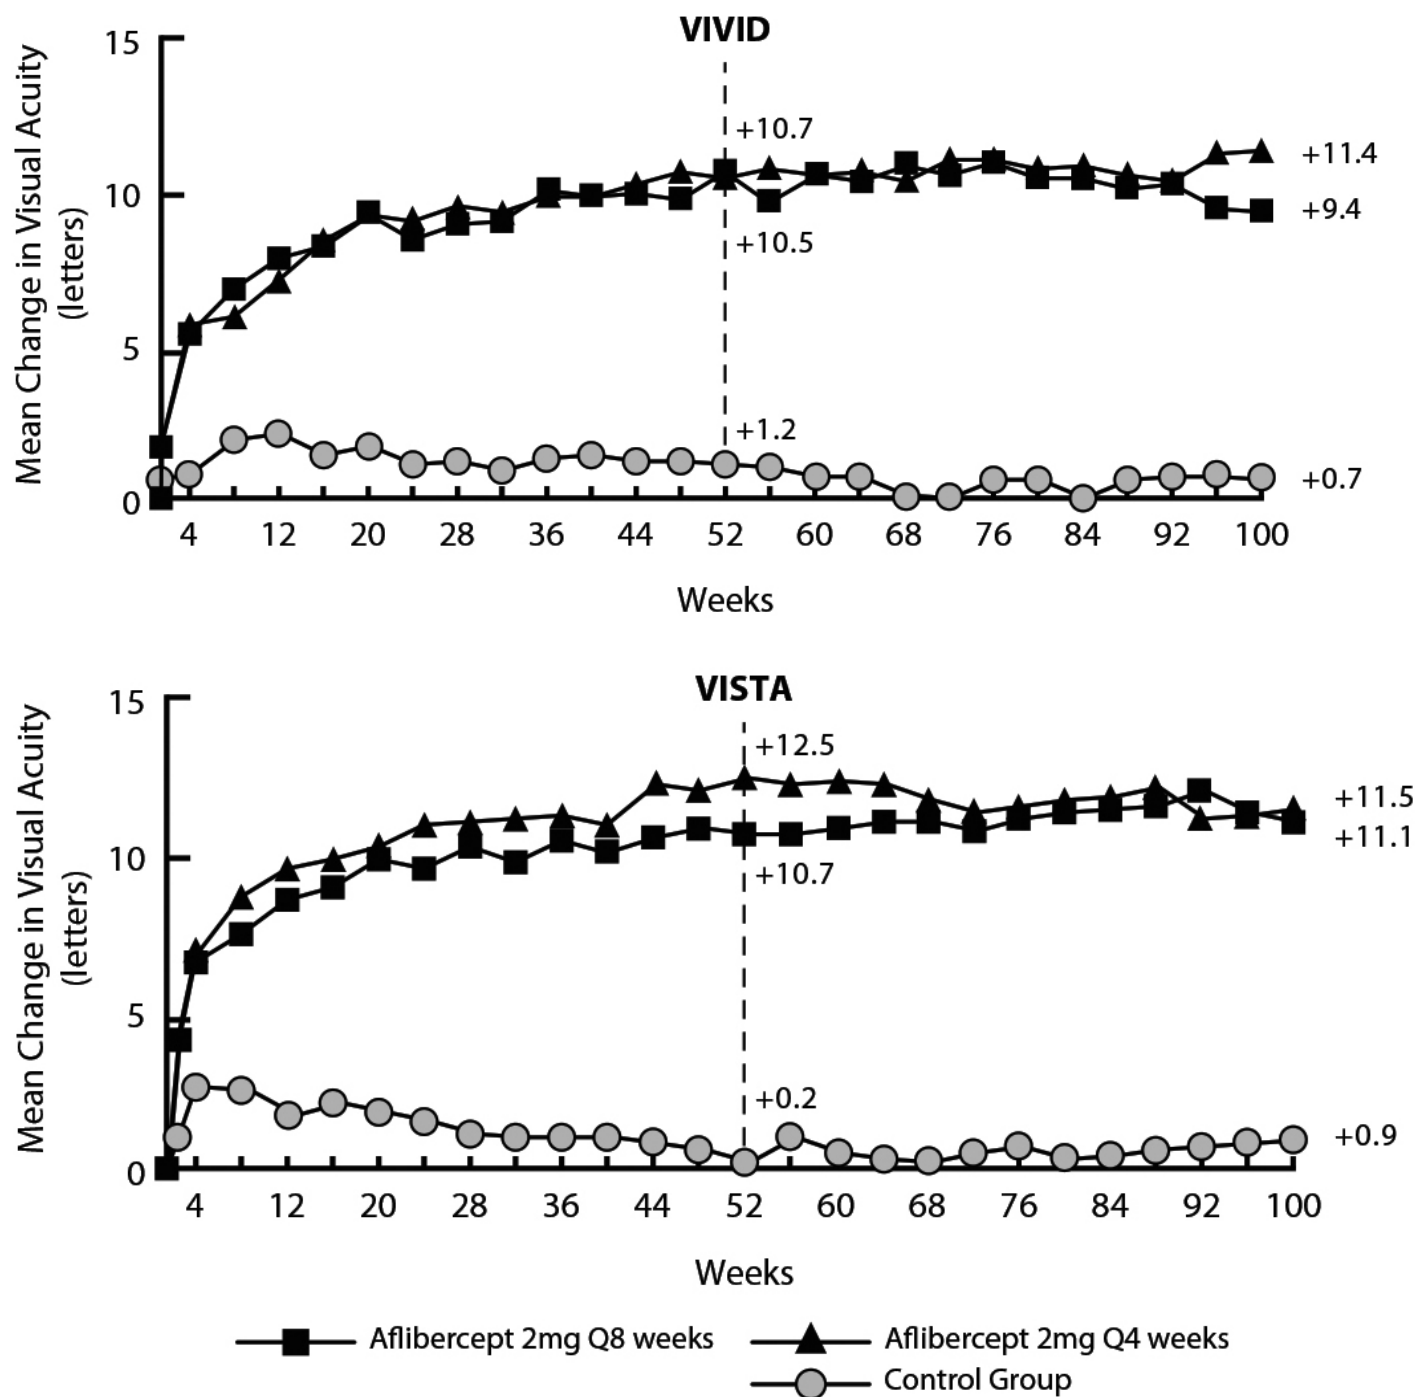 VIVID
Mean Change in Visual Acuity
(letters)
15
10
5
0
+10.7
+10.5
+1.2
+11.4
+9.4
+0.7
4 12 20 28 36 44 52 60 68 76 84 92 100
Weeks
VISTA
Mean Change in Visual Acuity
(letters)
15
10
5
0
+12.5
+10.7
+0.2
+11.5
+11.1
+0.9
4 12 20 28 36 44 52 60 68 76 84 92 100
Weeks
Aflibercept 2mg Q8 weeks
Aflibercept 2mg Q4 weeks
Control Group